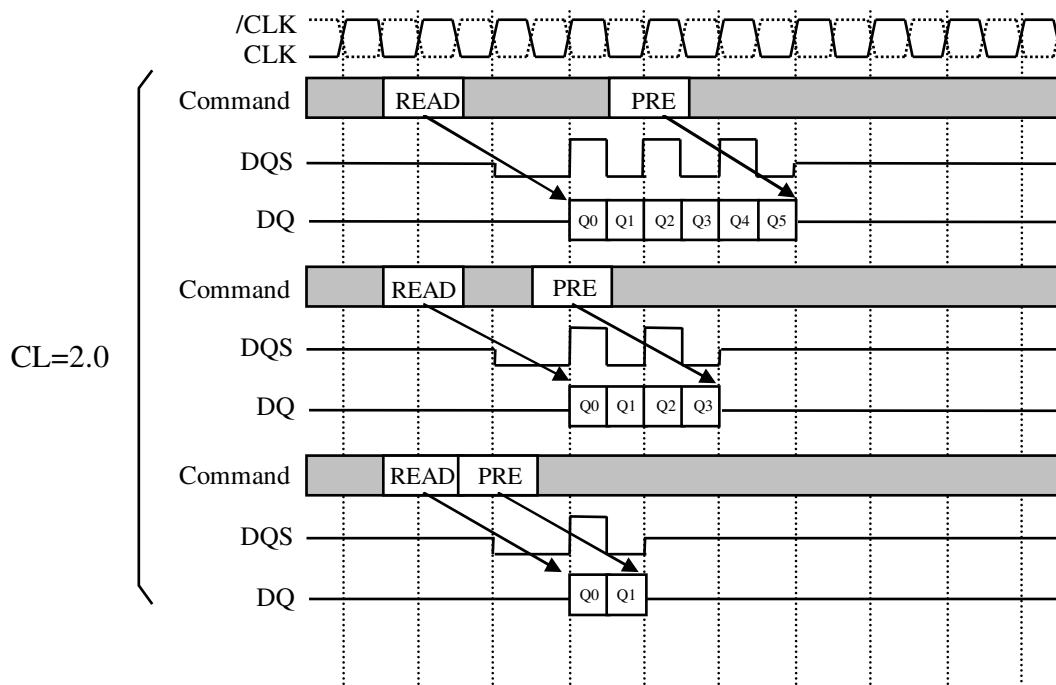 /CLK
CLK
Command READ PRE
DQS
DQ Q0 Q1 Q2 Q3 Q4 Q5
Command READ PRE
CL=2.0
DQS
DQ Q0 Q1 Q2 Q3
Command READ PRE
DQS
DQ Q0 Q1